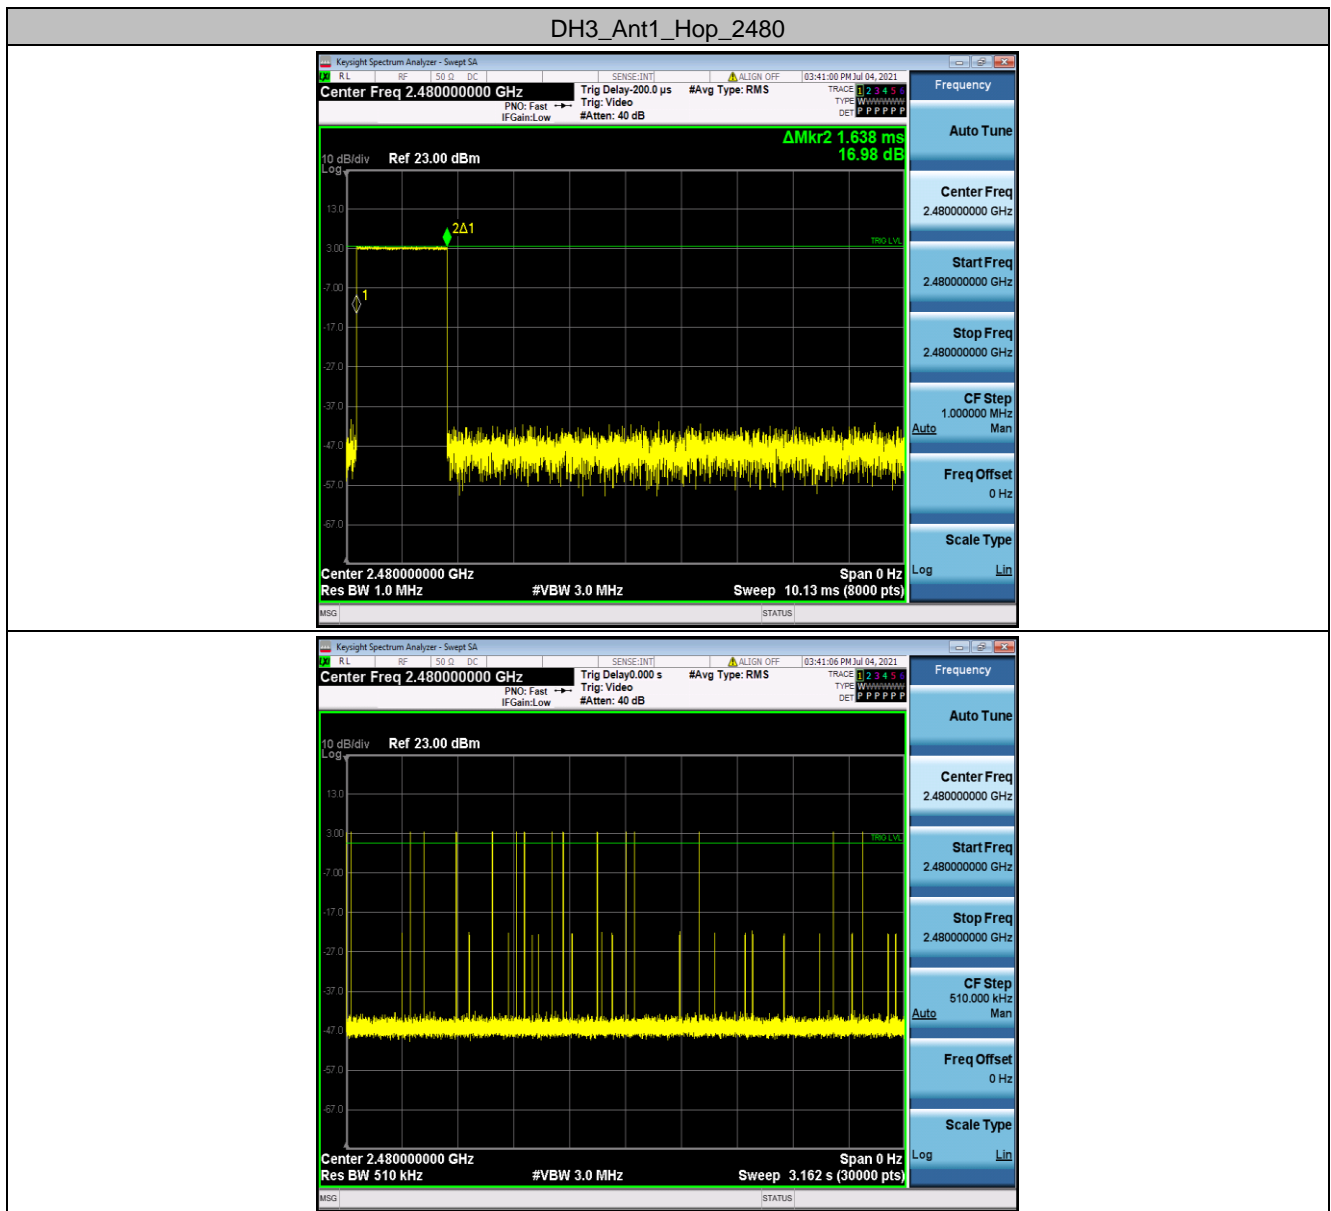 DH3_Ant1_Hop_2480
Keysight Spectrum Analyzer - Swept SA
RL RF 50 Ω DC SENSE:INT ALIGN OFF 03:41:00 PM Jul 04, 2021
Center Freq 2.480000000 GHz
PNO: Fast
IFGain:Low
Trig Delay-200.0 µs
Trig: Video
#Atten: 40 dB
#Avg Type: RMS
TRACE 1 2 3 4 5 6
TYPE WWWWWW
DET P P P P P P
ΔMkr2 1.638 ms
16.98 dB
10 dB/div Ref 23.00 dBm
Log
13.0
3.00
-7.00
-17.0
-27.0
-37.0
-47.0
-57.0
-67.0
2Δ1
1
TRIG LVL
Center 2.480000000 GHz Span 0 Hz
Res BW 1.0 MHz #VBW 3.0 MHz Sweep 10.13 ms (8000 pts)
MSG STATUS
Frequency
Auto Tune
Center Freq
2.480000000 GHz
Start Freq
2.480000000 GHz
Stop Freq
2.480000000 GHz
CF Step
1.000000 MHz
Auto Man
Freq Offset
0 Hz
Scale Type
Log Lin
Keysight Spectrum Analyzer - Swept SA
RL RF 50 Ω DC SENSE:INT ALIGN OFF 03:41:06 PM Jul 04, 2021
Center Freq 2.480000000 GHz
PNO: Fast
IFGain:Low
Trig Delay0.000 s
Trig: Video
#Atten: 40 dB
#Avg Type: RMS
TRACE 1 2 3 4 5 6
TYPE WWWWWW
DET P P P P P P
10 dB/div Ref 23.00 dBm
Log
13.0
3.00
-7.00
-17.0
-27.0
-37.0
-47.0
-57.0
-67.0
TRIG LVL
Center 2.480000000 GHz Span 0 Hz
Res BW 510 kHz #VBW 3.0 MHz Sweep 3.162 s (30000 pts)
MSG STATUS
Frequency
Auto Tune
Center Freq
2.480000000 GHz
Start Freq
2.480000000 GHz
Stop Freq
2.480000000 GHz
CF Step
510.000 kHz
Auto Man
Freq Offset
0 Hz
Scale Type
Log Lin